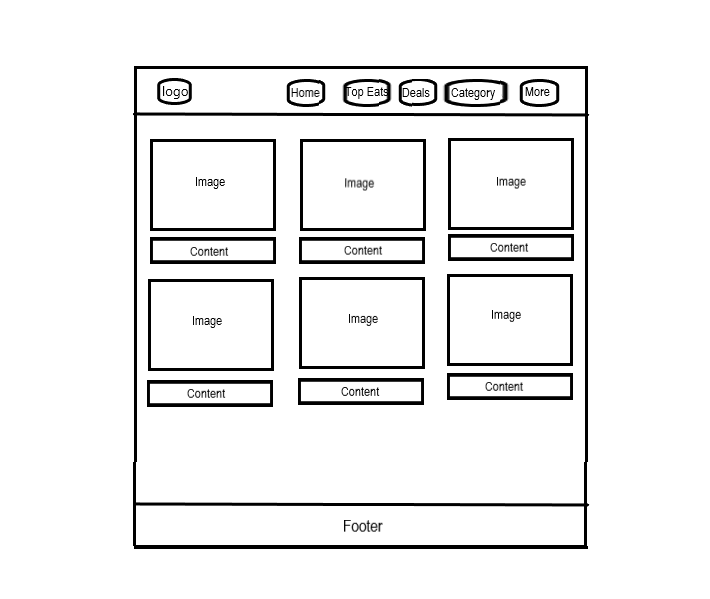 logo
Home
Top Eats
Deals
Category
More
Image
Image
Image
Content
Content
Content
Image
Image
Image
Content
Content
Content
Footer